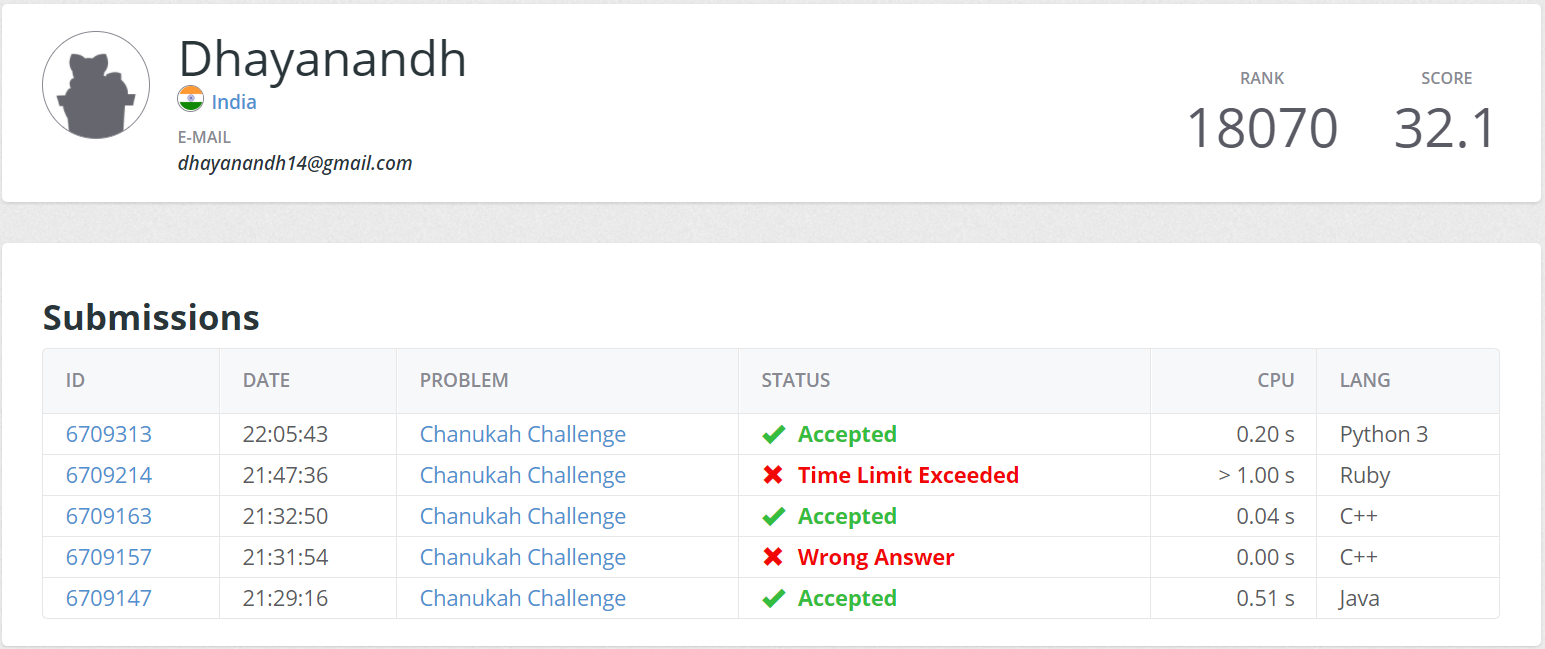 Dhayanandh
India
E-MAIL
dhayanandh14@gmail.com
RANK SCORE
18070 32.1
Submissions
ID DATE PROBLEM STATUS CPU LANG
6709313 22:05:43 Chanukah Challenge Accepted 0.20 s Python 3
6709214 21:47:36 Chanukah Challenge Time Limit Exceeded > 1.00 s Ruby
6709163 21:32:50 Chanukah Challenge Accepted 0.04 s C++
6709157 21:31:54 Chanukah Challenge Wrong Answer 0.00 s C++
6709147 21:29:16 Chanukah Challenge Accepted 0.51 s Java